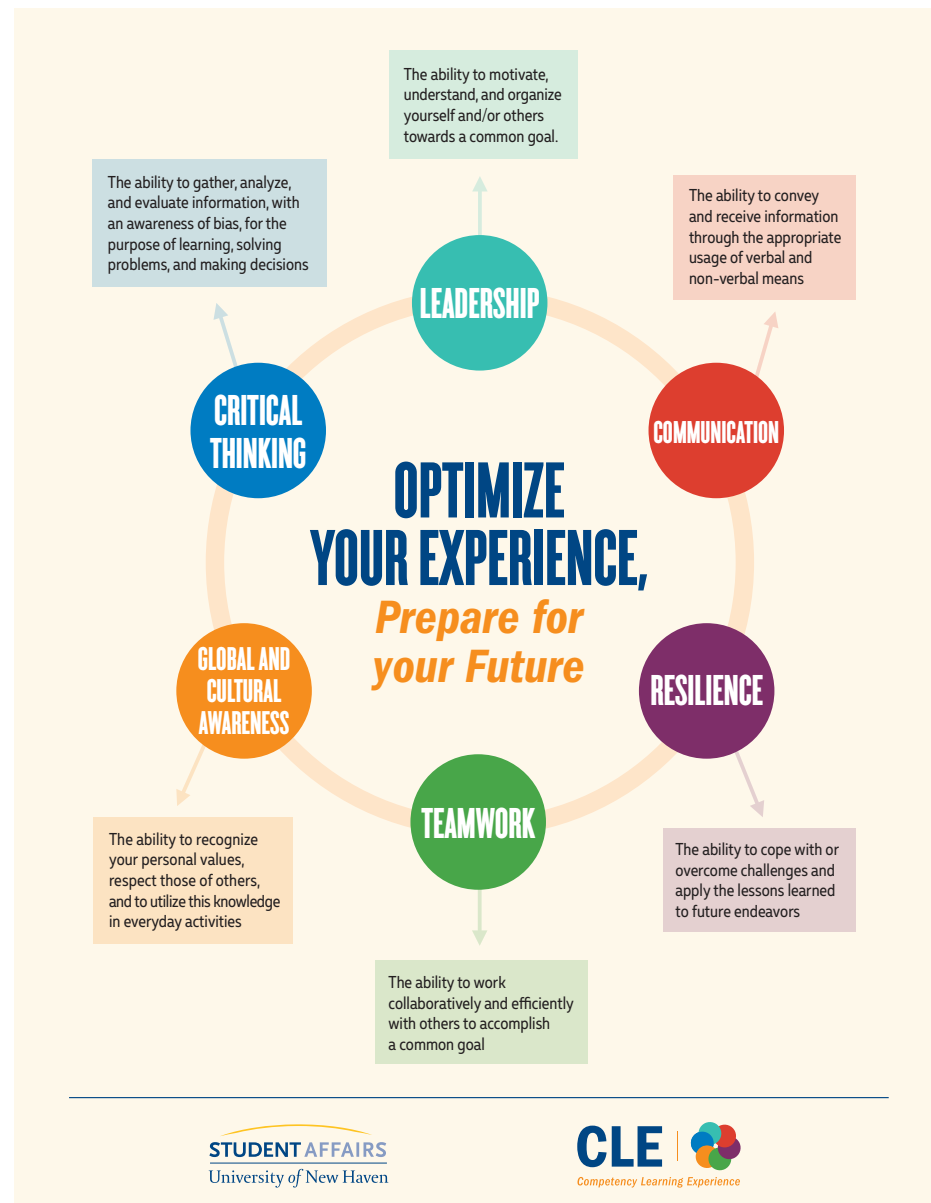 The ability to motivate,
understand, and organize
yourself and/or others
towards a common goal.
The ability to gather, analyze,
and evaluate information, with
an awareness of bias, for the
purpose of learning, solving
problems, and making decisions
The ability to convey
and receive information
through the appropriate
usage of verbal and
non-verbal means
LEADERSHIP
CRITICAL
THINKING
COMMUNICATION
OPTIMIZE
YOUR EXPERIENCE,
Prepare for
your Future
GLOBAL AND
CULTURAL
AWARENESS
RESILIENCE
TEAMWORK
The ability to recognize
your personal values,
respect those of others,
and to utilize this knowledge
in everyday activities
The ability to cope with or
overcome challenges and
apply the lessons learned
to future endeavors
The ability to work
collaboratively and efficiently
with others to accomplish
a common goal
STUDENT AFFAIRS
University of New Haven
CLE
Competency Learning Experience